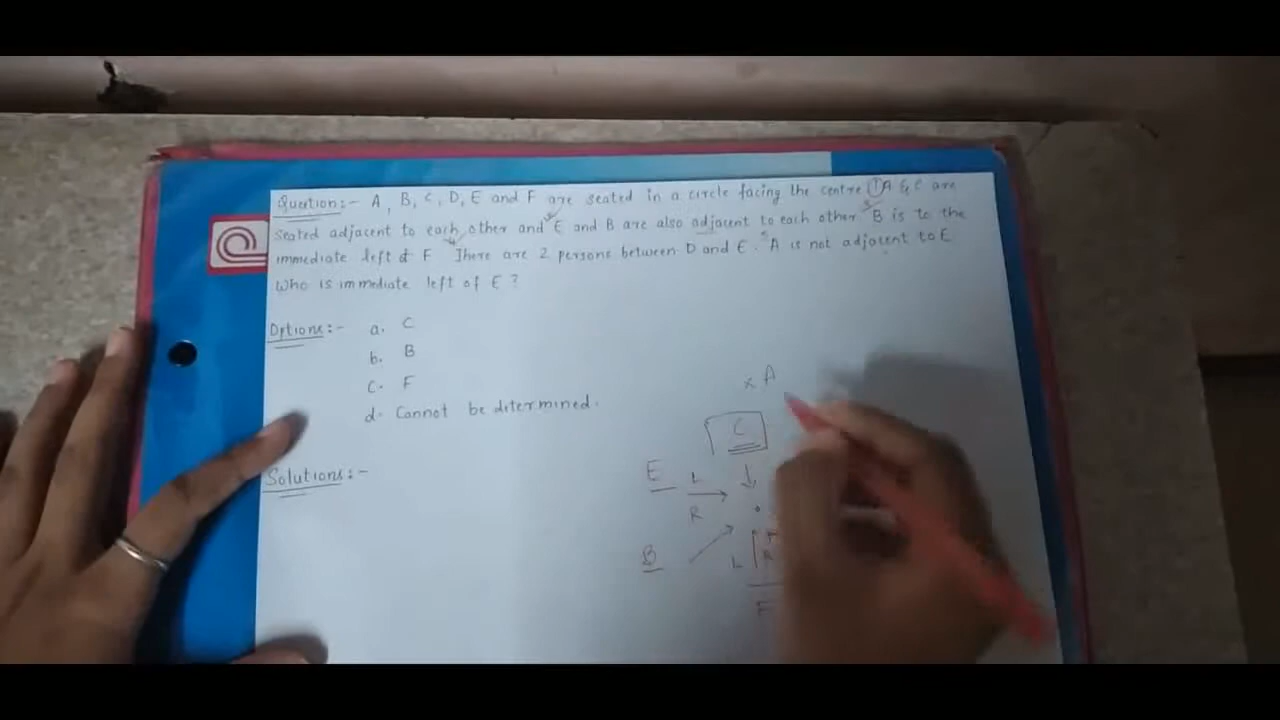 Question:- A, B, C, D, E and F are seated in a circle facing the centre ① A & C are
seated adjacent to each other and E and B are also adjacent to each other B is to the
immediate left of F There are 2 persons between D and E. A is not adjacent to E
Who is immediate left of E ?
Options:- a. C
b. B
c. F
d. Cannot be determined.
x A
C
Solutions:-
E L
R
B L R
F